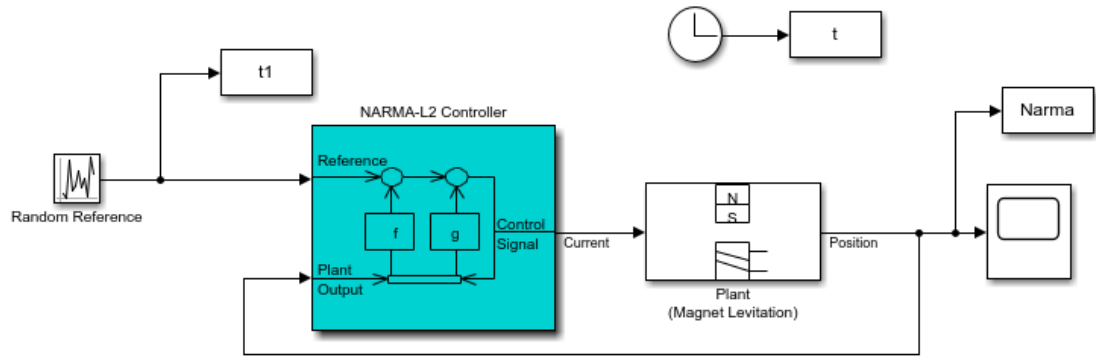 t
t1
NARMA-L2 Controller
Narma
Reference
Random Reference
f
g
Control
Signal
Current
N
S
Position
Plant
Output
Plant
(Magnet Levitation)